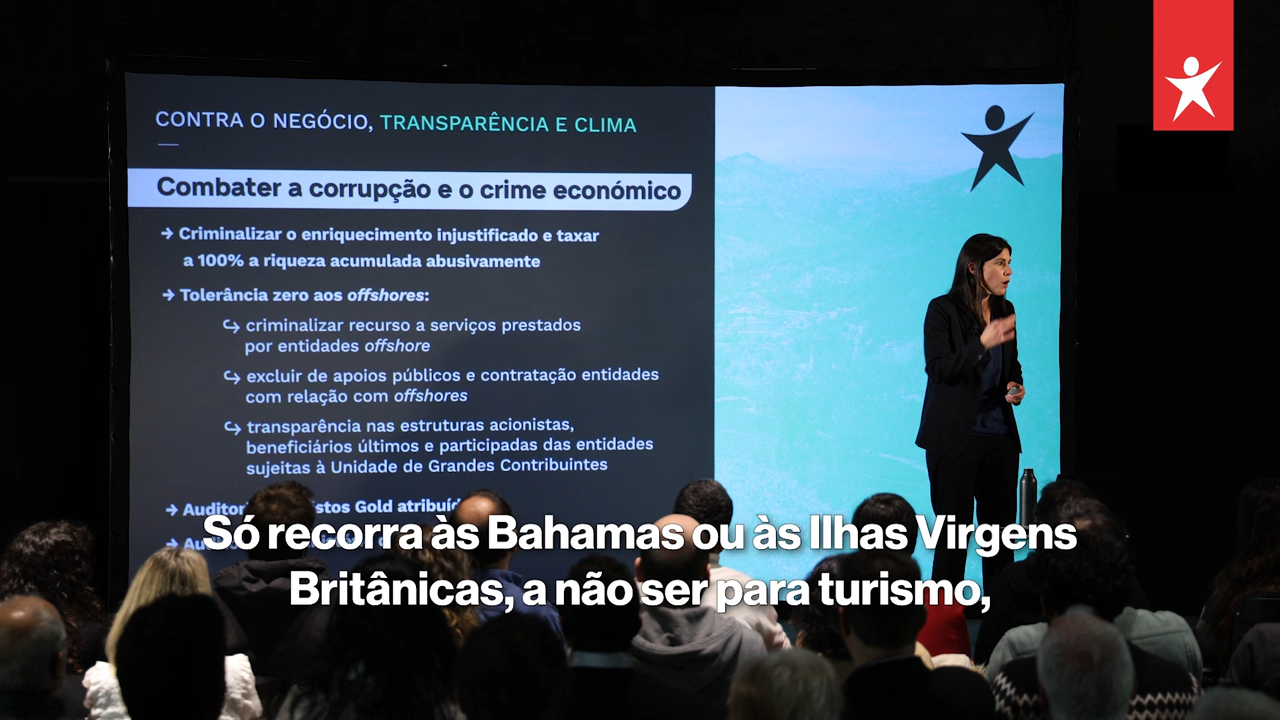 CONTRA O NEGÓCIO, TRANSPARÊNCIA E CLIMA
Combater a corrupção e o crime económico
→ Criminalizar o enriquecimento injustificado e taxar
a 100% a riqueza acumulada abusivamente
→ Tolerância zero aos offshores:
↪ criminalizar recurso a serviços prestados
por entidades offshore
↪ excluir de apoios públicos e contratação entidades
com relação com offshores
↪ transparência nas estruturas acionistas,
beneficiários últimos e participadas das entidades
sujeitas à Unidade de Grandes Contribuintes
→ Gold
Só recorra às Bahamas ou às Ilhas Virgens
Britânicas, a não ser para turismo,